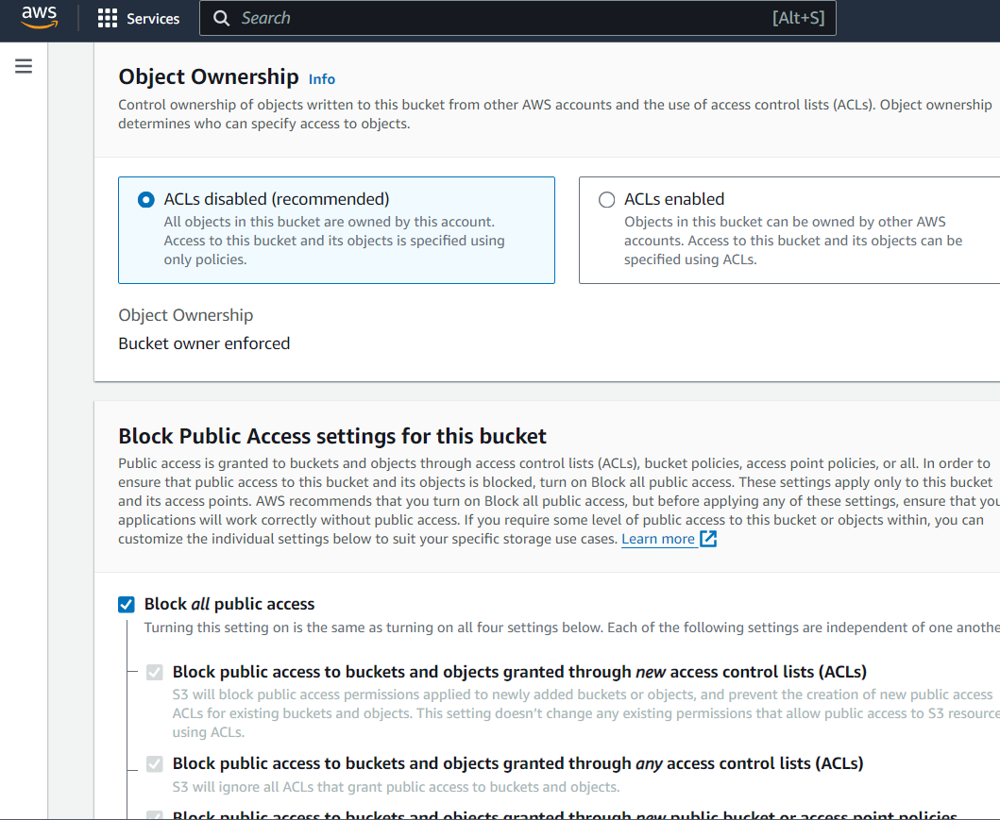 aws
Services
Search
[Alt+S]
Object Ownership Info
Control ownership of objects written to this bucket from other AWS accounts and the use of access control lists (ACLs). Object ownership
determines who can specify access to objects.
ACLs disabled (recommended)
All objects in this bucket are owned by this account.
Access to this bucket and its objects is specified using
only policies.
ACLs enabled
Objects in this bucket can be owned by other AWS
accounts. Access to this bucket and its objects can be
specified using ACLs.
Object Ownership
Bucket owner enforced
Block Public Access settings for this bucket
Public access is granted to buckets and objects through access control lists (ACLs), bucket policies, access point policies, or all. In order to
ensure that public access to this bucket and its objects is blocked, turn on Block all public access. These settings apply only to this bucket
and its access points. AWS recommends that you turn on Block all public access, but before applying any of these settings, ensure that you
applications will work correctly without public access. If you require some level of public access to this bucket or objects within, you can
customize the individual settings below to suit your specific storage use cases. Learn more
Block all public access
Turning this setting on is the same as turning on all four settings below. Each of the following settings are independent of one anothe
Block public access to buckets and objects granted through new access control lists (ACLs)
S3 will block public access permissions applied to newly added buckets or objects, and prevent the creation of new public access
ACLs for existing buckets and objects. This setting doesn't change any existing permissions that allow public access to S3 resource
using ACLs.
Block public access to buckets and objects granted through any access control lists (ACLs)
S3 will ignore all ACLs that grant public access to buckets and objects.
Block public access to buckets and objects granted through new public bucket or access point policies